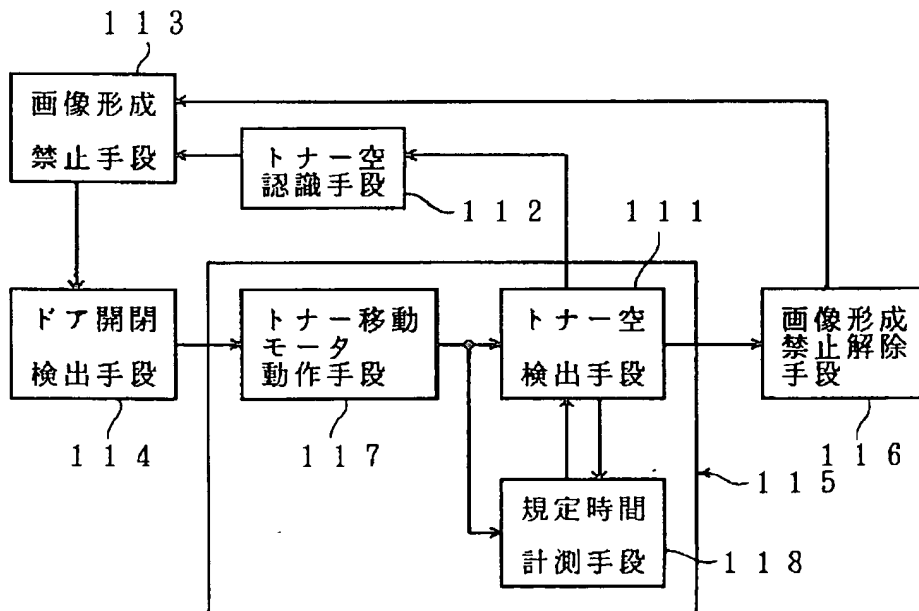 113
画像形成
禁止手段
トナー空
認識手段
112
111
ドア開閉
検出手段
114
トナー移動
モータ
動作手段
117
トナー空
検出手段
画像形成
禁止解除
手段
116
115
規定時間
計測手段
118